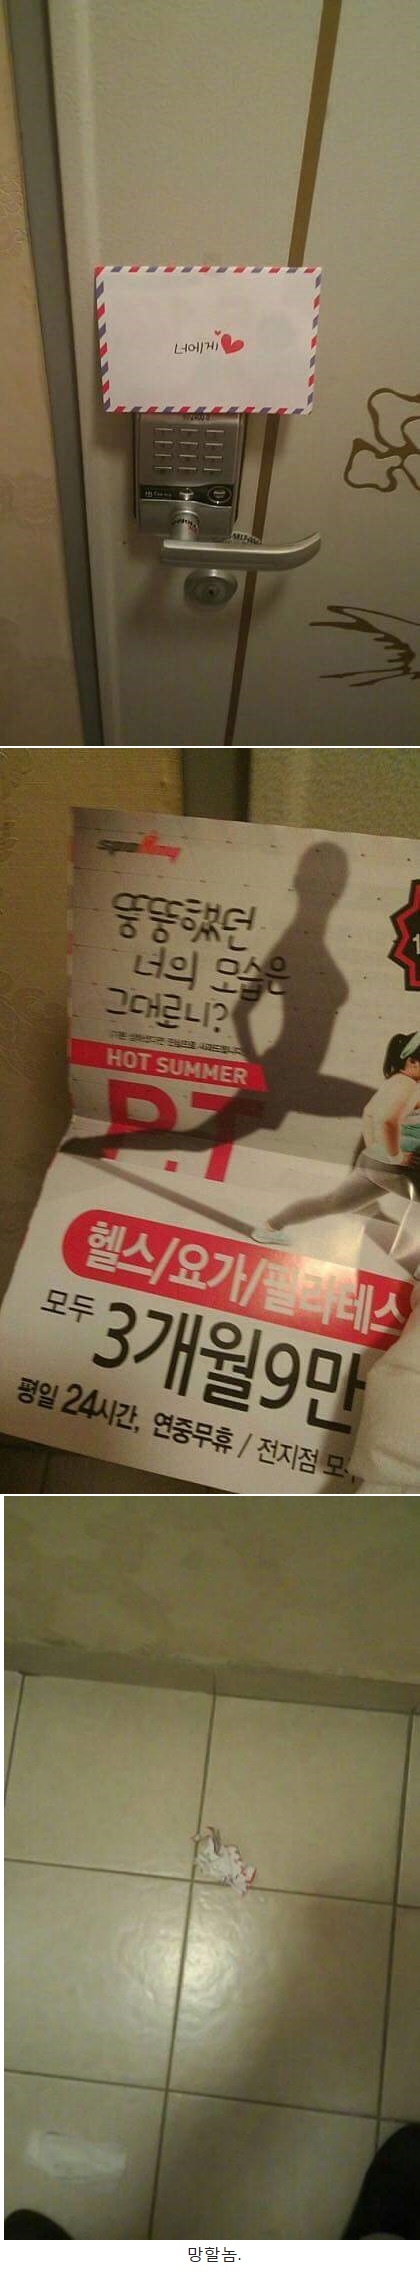 너에게
뚱뚱했던
너의 모습은
그대로니?
HOT SUMMER
P.T
헬스/요가/필라테스
모두 3개월9만
평일 24시간, 연중무휴 / 전지점 모
망할놈.